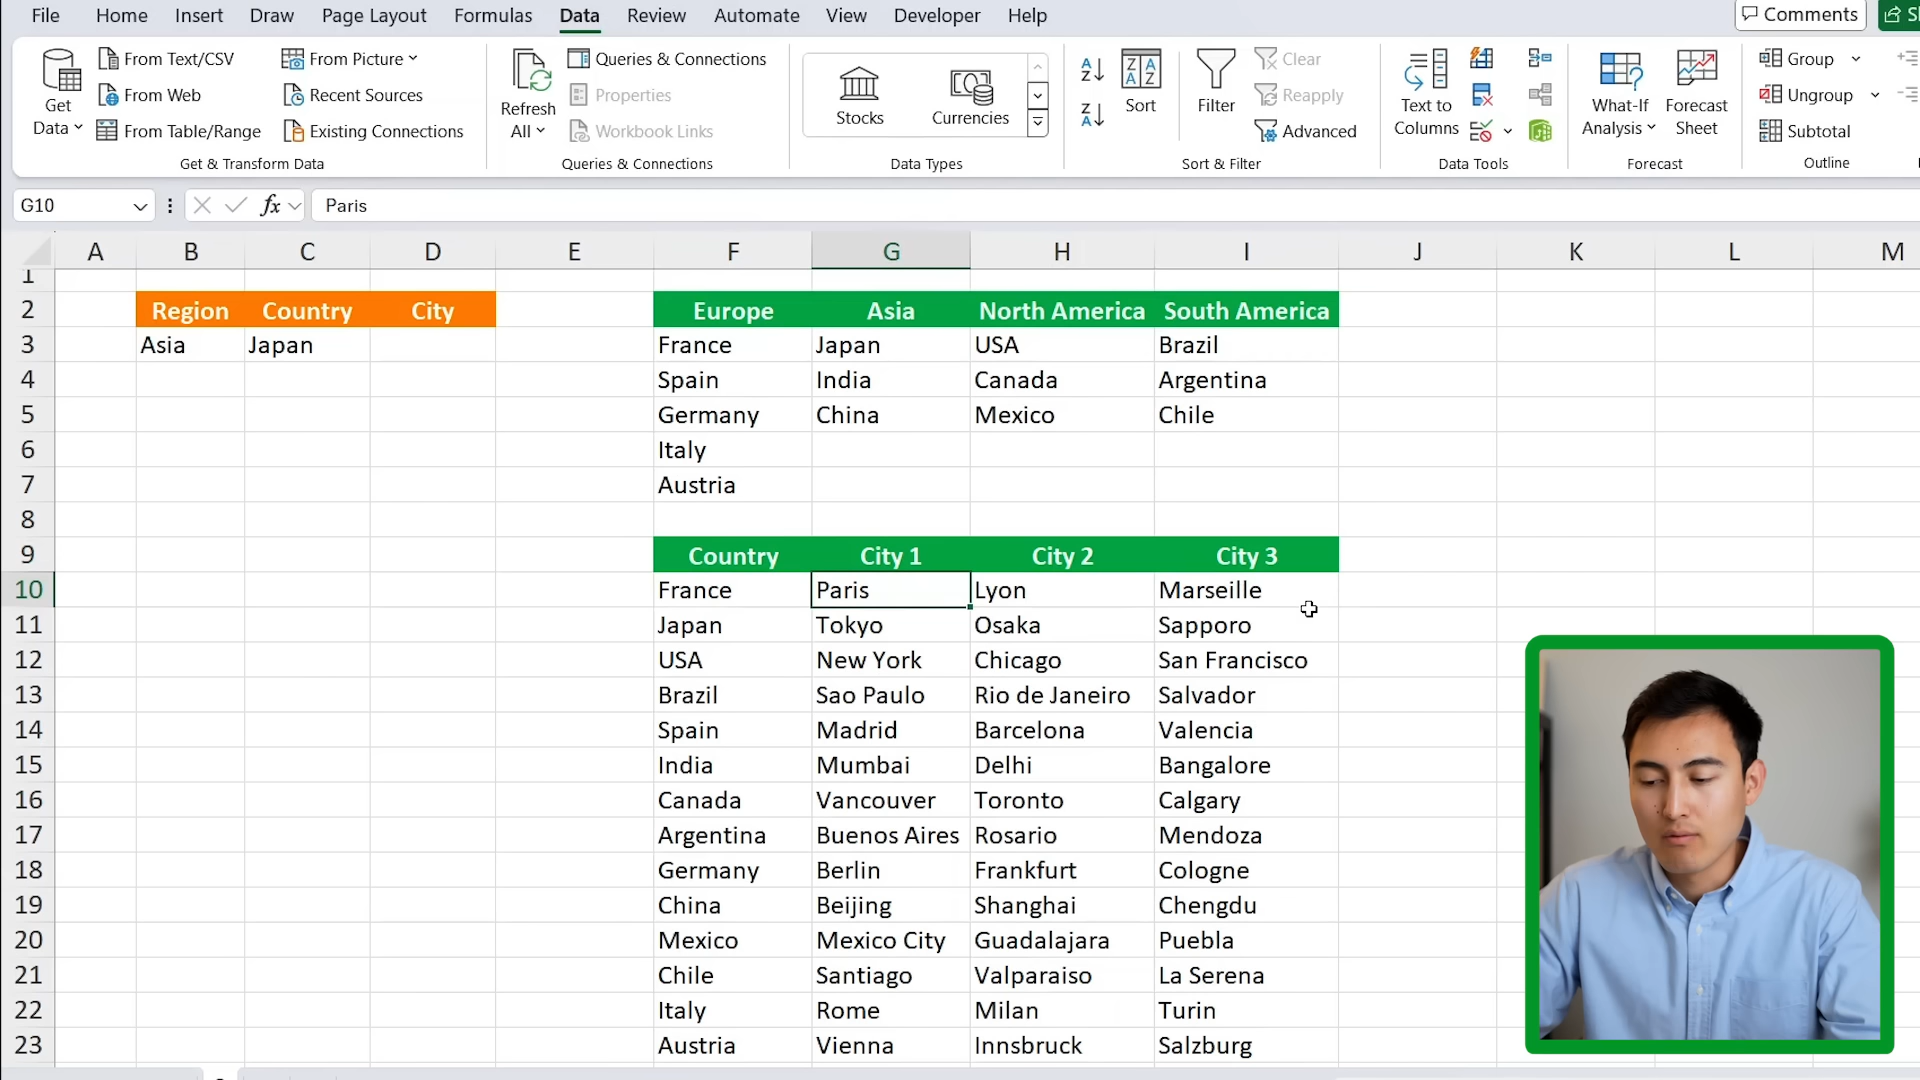 File Home Insert Draw Page Layout Formulas Data Review Automate View Developer Help Comments
Get Data
From Text/CSV
From Web
From Table/Range
From Picture
Recent Sources
Existing Connections
Get & Transform Data
Refresh All
Queries & Connections
Properties
Workbook Links
Queries & Connections
Stocks
Currencies
Data Types
Sort
Filter
Clear
Reapply
Advanced
Sort & Filter
Text to Columns
Data Tools
What-If Analysis
Forecast Sheet
Forecast
Group
Ungroup
Subtotal
Outline
G10 fx Paris
A B C D E F G H I J K L M
1
2 Region Country City Europe Asia North America South America
3 Asia Japan France Japan USA Brazil
4 Spain India Canada Argentina
5 Germany China Mexico Chile
6 Italy
7 Austria
8
9 Country City 1 City 2 City 3
10 France Paris Lyon Marseille
11 Japan Tokyo Osaka Sapporo
12 USA New York Chicago San Francisco
13 Brazil Sao Paulo Rio de Janeiro Salvador
14 Spain Madrid Barcelona Valencia
15 India Mumbai Delhi Bangalore
16 Canada Vancouver Toronto Calgary
17 Argentina Buenos Aires Rosario Mendoza
18 Germany Berlin Frankfurt Cologne
19 China Beijing Shanghai Chengdu
20 Mexico Mexico City Guadalajara Puebla
21 Chile Santiago Valparaiso La Serena
22 Italy Rome Milan Turin
23 Austria Vienna Innsbruck Salzburg